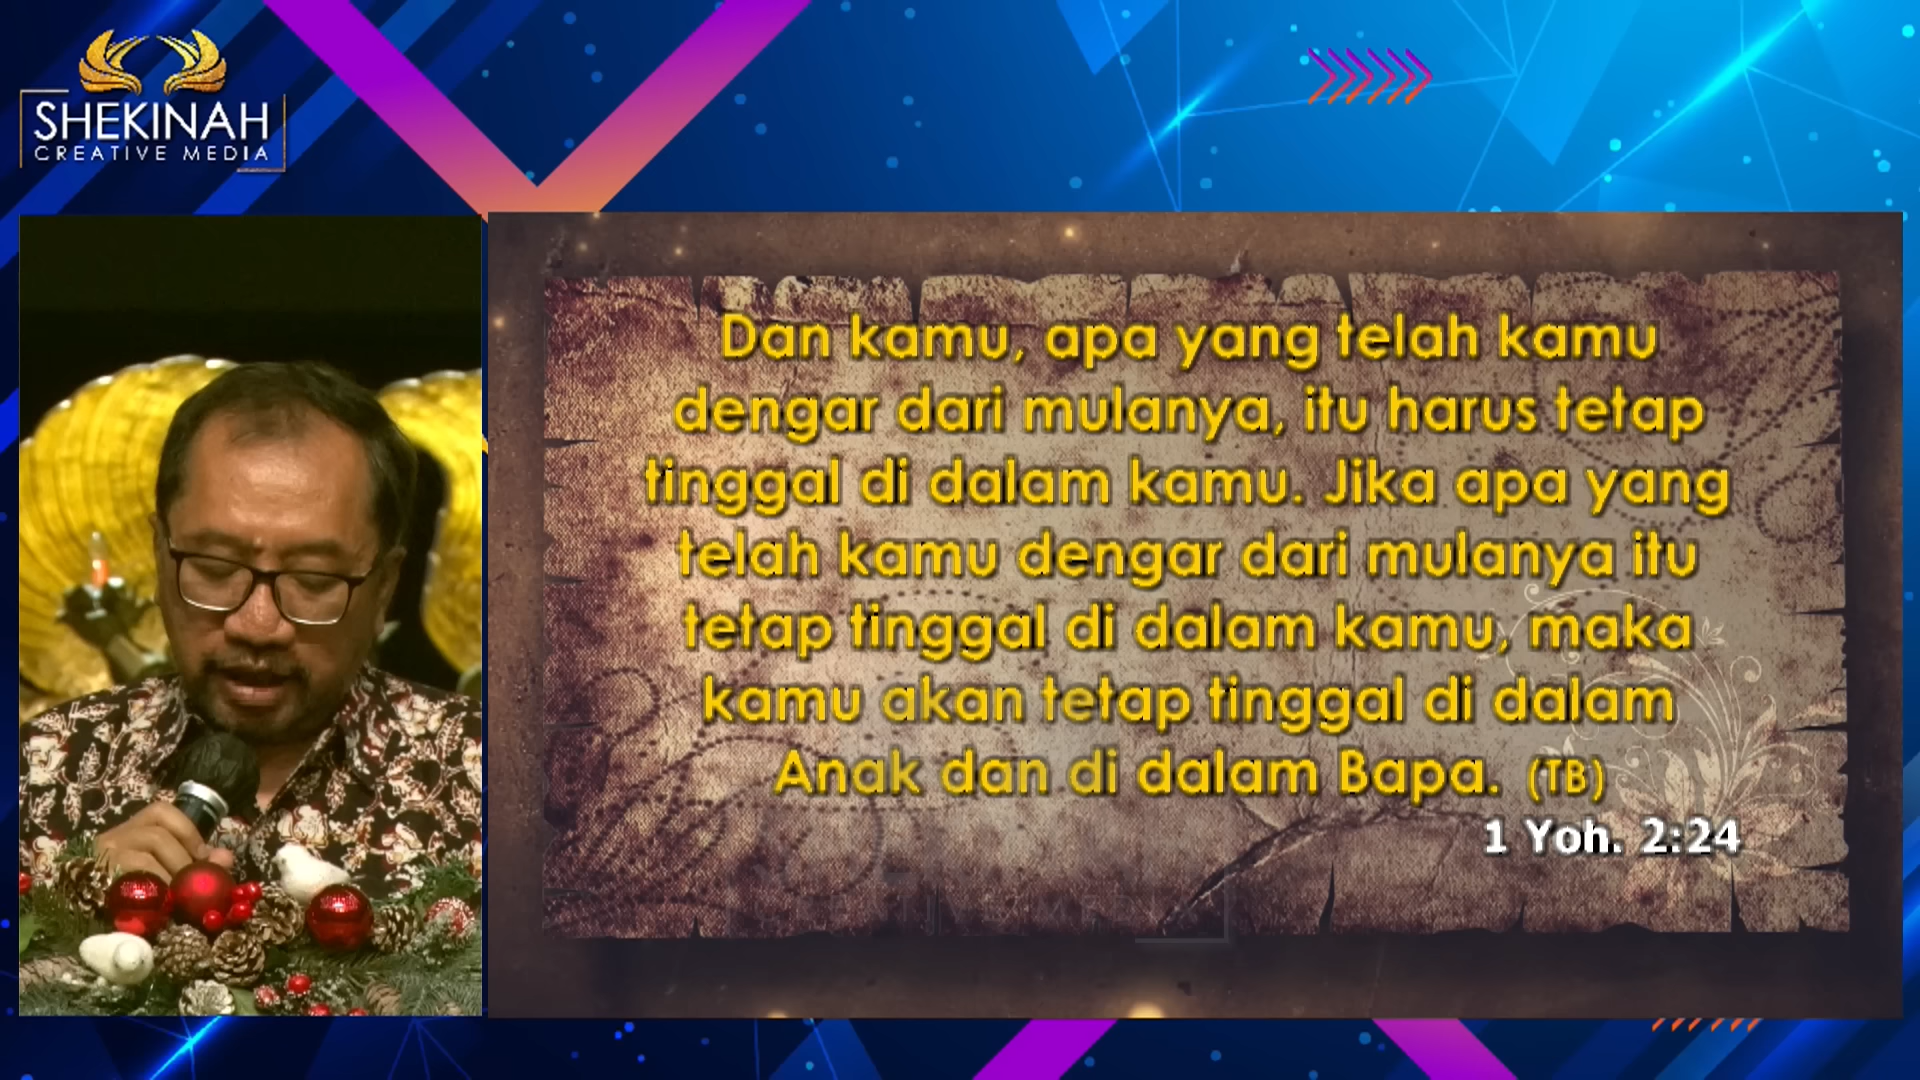 SHEKINAH
CREATIVE MEDIA
Dan kamu, apa yang telah kamu
dengar dari mulanya, itu harus tetap
tinggal di dalam kamu. Jika apa yang
telah kamu dengar dari mulanya itu
tetap tinggal di dalam kamu, maka
kamu akan tetap tinggal di dalam
Anak dan di dalam Bapa. (TB)
1 Yoh. 2:24